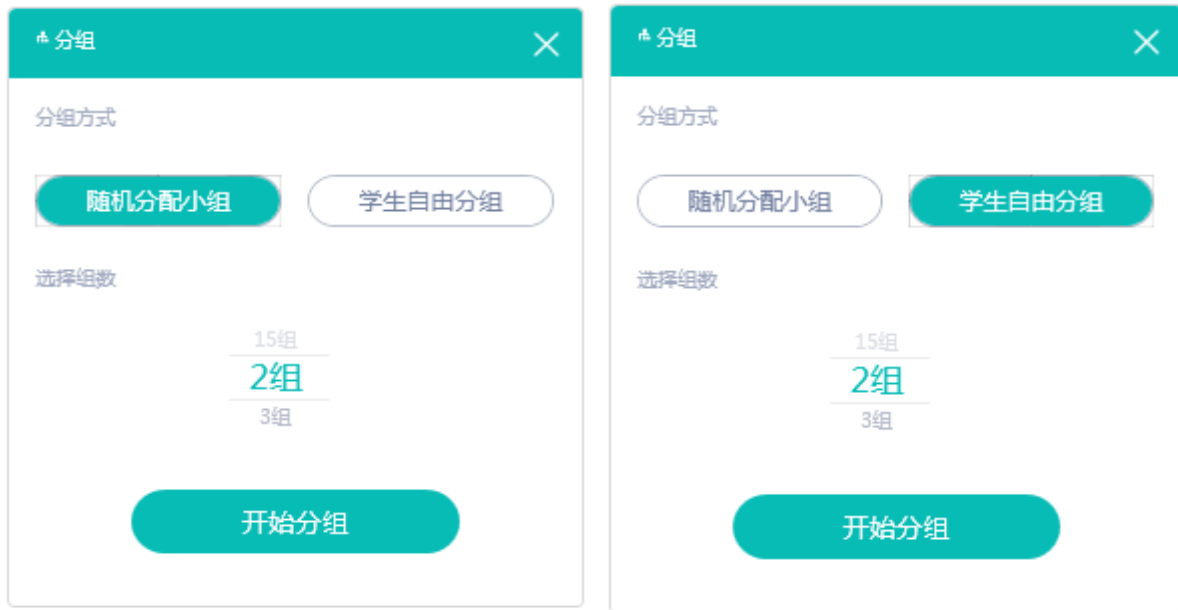 分组
分组方式
随机分配小组 学生自由分组
选择组数
15组
2组
3组
开始分组
分组
分组方式
随机分配小组 学生自由分组
选择组数
15组
2组
3组
开始分组